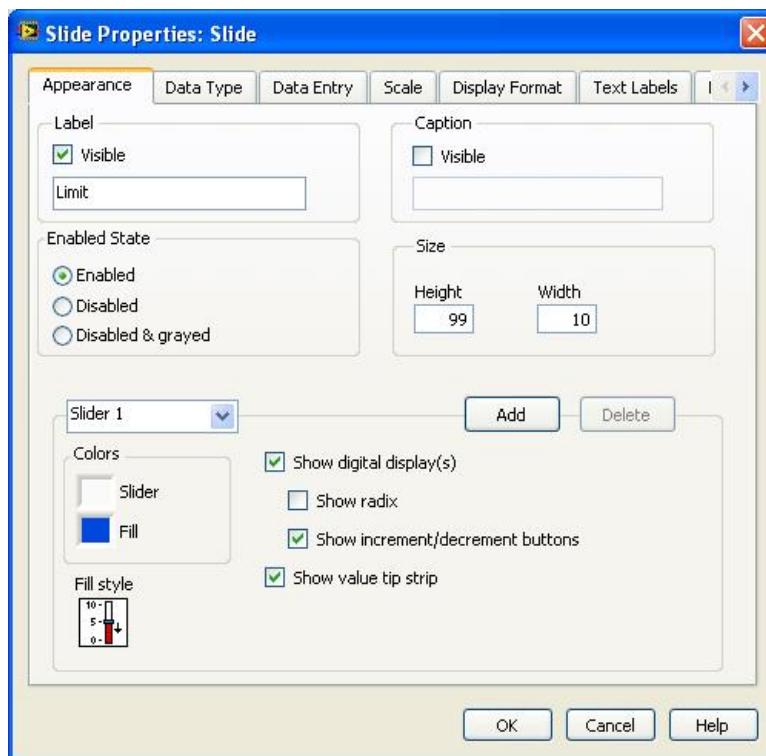 Slide Properties: Slide
Appearance Data Type Data Entry Scale Display Format Text Labels
Label
Visible
Limit
Caption
Visible
Enabled State
Enabled
Disabled
Disabled & grayed
Size
Height Width
99 10
Slider 1
Add Delete
Colors
Slider
Fill
Fill style
10
5
0
Show digital display(s)
Show radix
Show increment/decrement buttons
Show value tip strip
OK Cancel Help